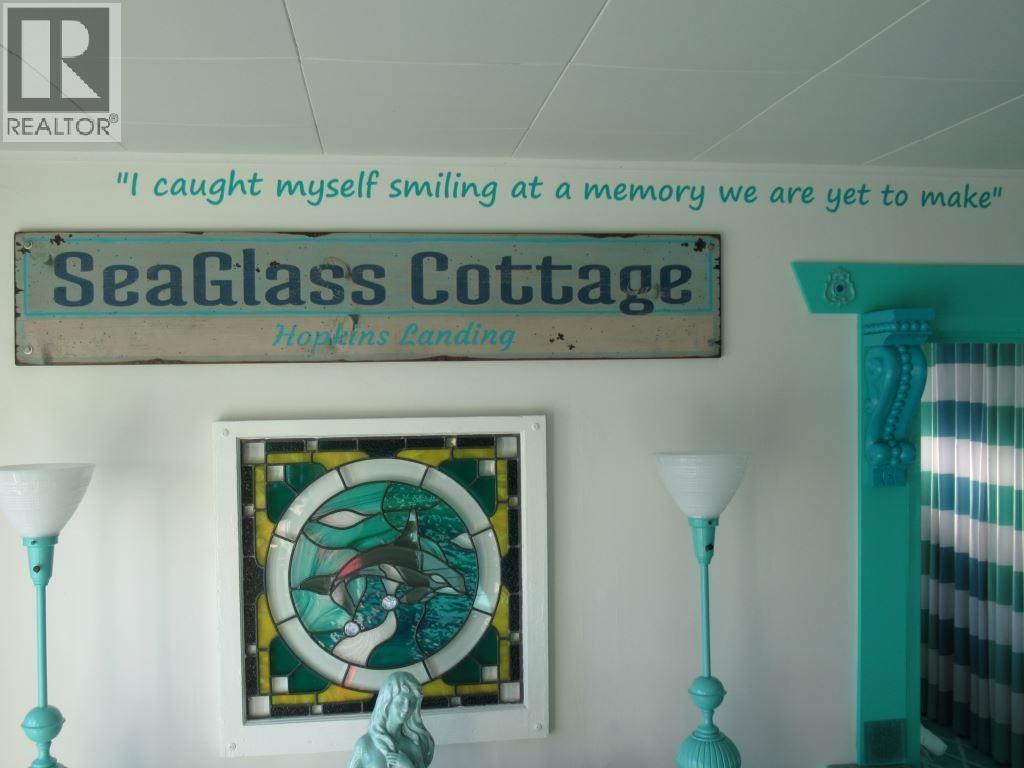 R
REALTOR®
"I caught myself smiling at a memory we are yet to make"
SeaGlass Cottage
Hopkins Landing